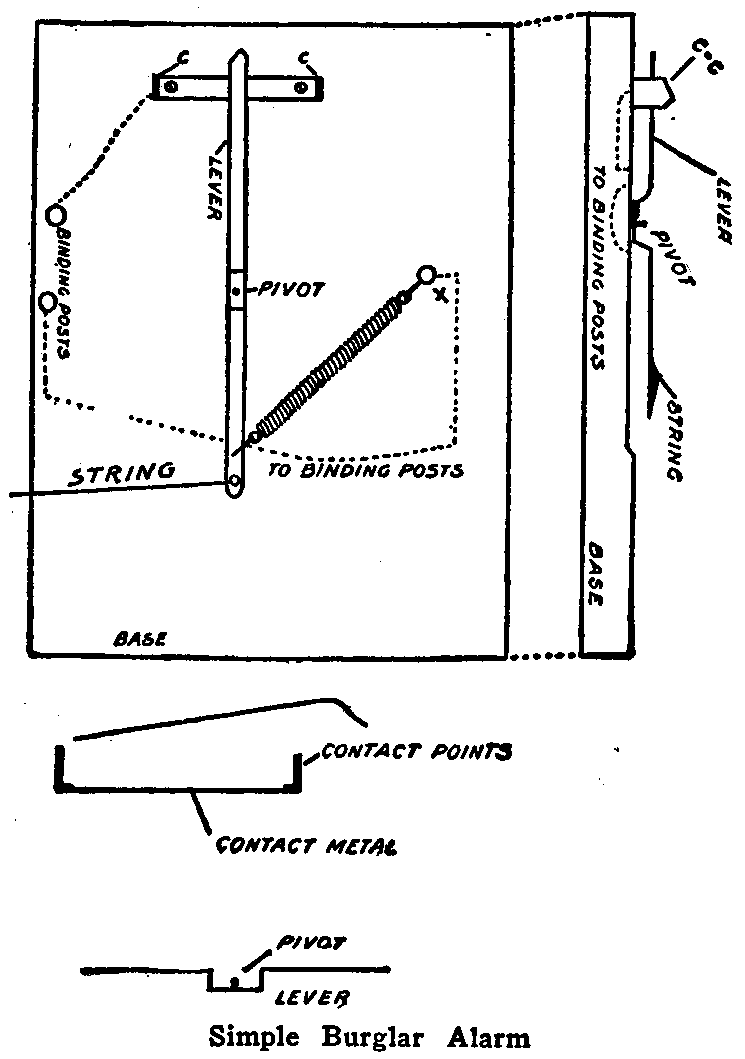 C
C
C-C
LEVER
LEVER
BINDING POSTS
PIVOT
X
TO BINDING POSTS
PIVOT
STRING
TO BINDING POSTS
STRING
BASE
BASE
CONTACT POINTS
CONTACT METAL
PIVOT
LEVER
Simple Burglar Alarm